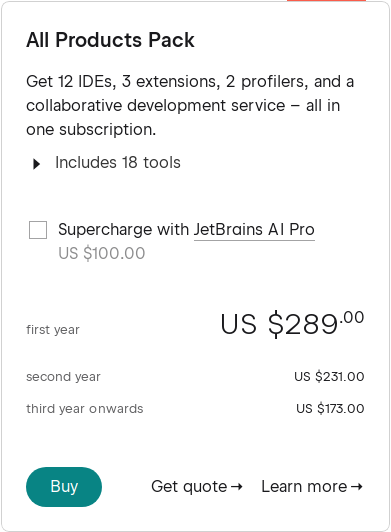 All Products Pack
Get 12 IDEs, 3 extensions, 2 profilers, and a
collaborative development service – all in
one subscription.
Includes 18 tools
Supercharge with JetBrains AI Pro
US $100.00
first year US $289.00
second year US $231.00
third year onwards US $173.00
Buy Get quote → Learn more →